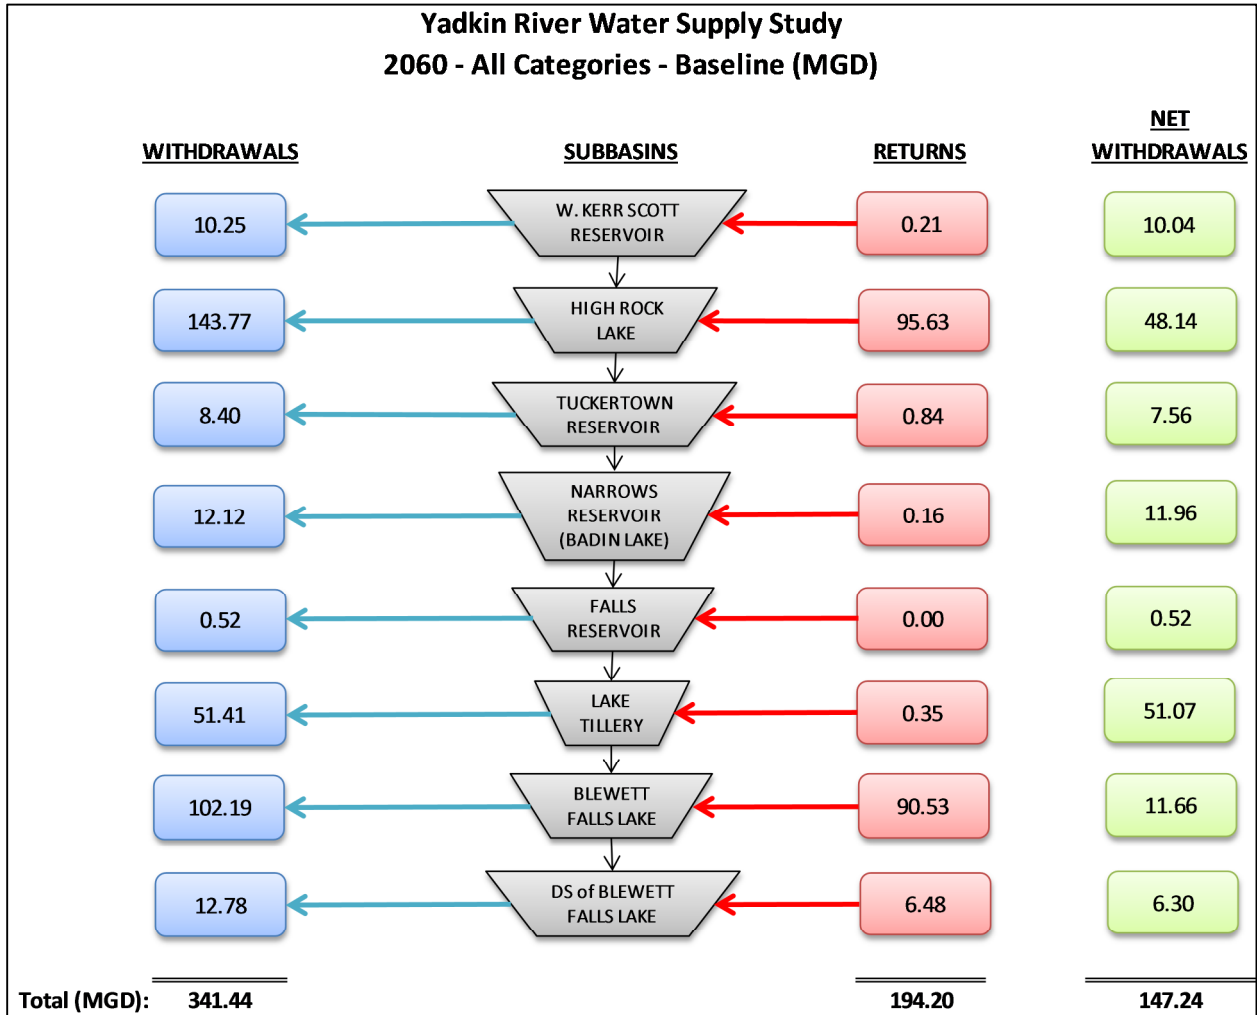 Yadkin River Water Supply Study
2060 - All Categories - Baseline (MGD)
WITHDRAWALS
SUBBASINS
RETURNS
NET
WITHDRAWALS
10.25
W. KERR SCOTT
RESERVOIR
0.21
10.04
143.77
HIGH ROCK
LAKE
95.63
48.14
8.40
TUCKERTOWN
RESERVOIR
0.84
7.56
12.12
NARROWS
RESERVOIR
(BADIN LAKE)
0.16
11.96
0.52
FALLS
RESERVOIR
0.00
0.52
51.41
LAKE
TILLERY
0.35
51.07
102.19
BLEWETT
FALLS LAKE
90.53
11.66
12.78
DS of BLEWETT
FALLS LAKE
6.48
6.30
Total (MGD): 341.44 194.20 147.24